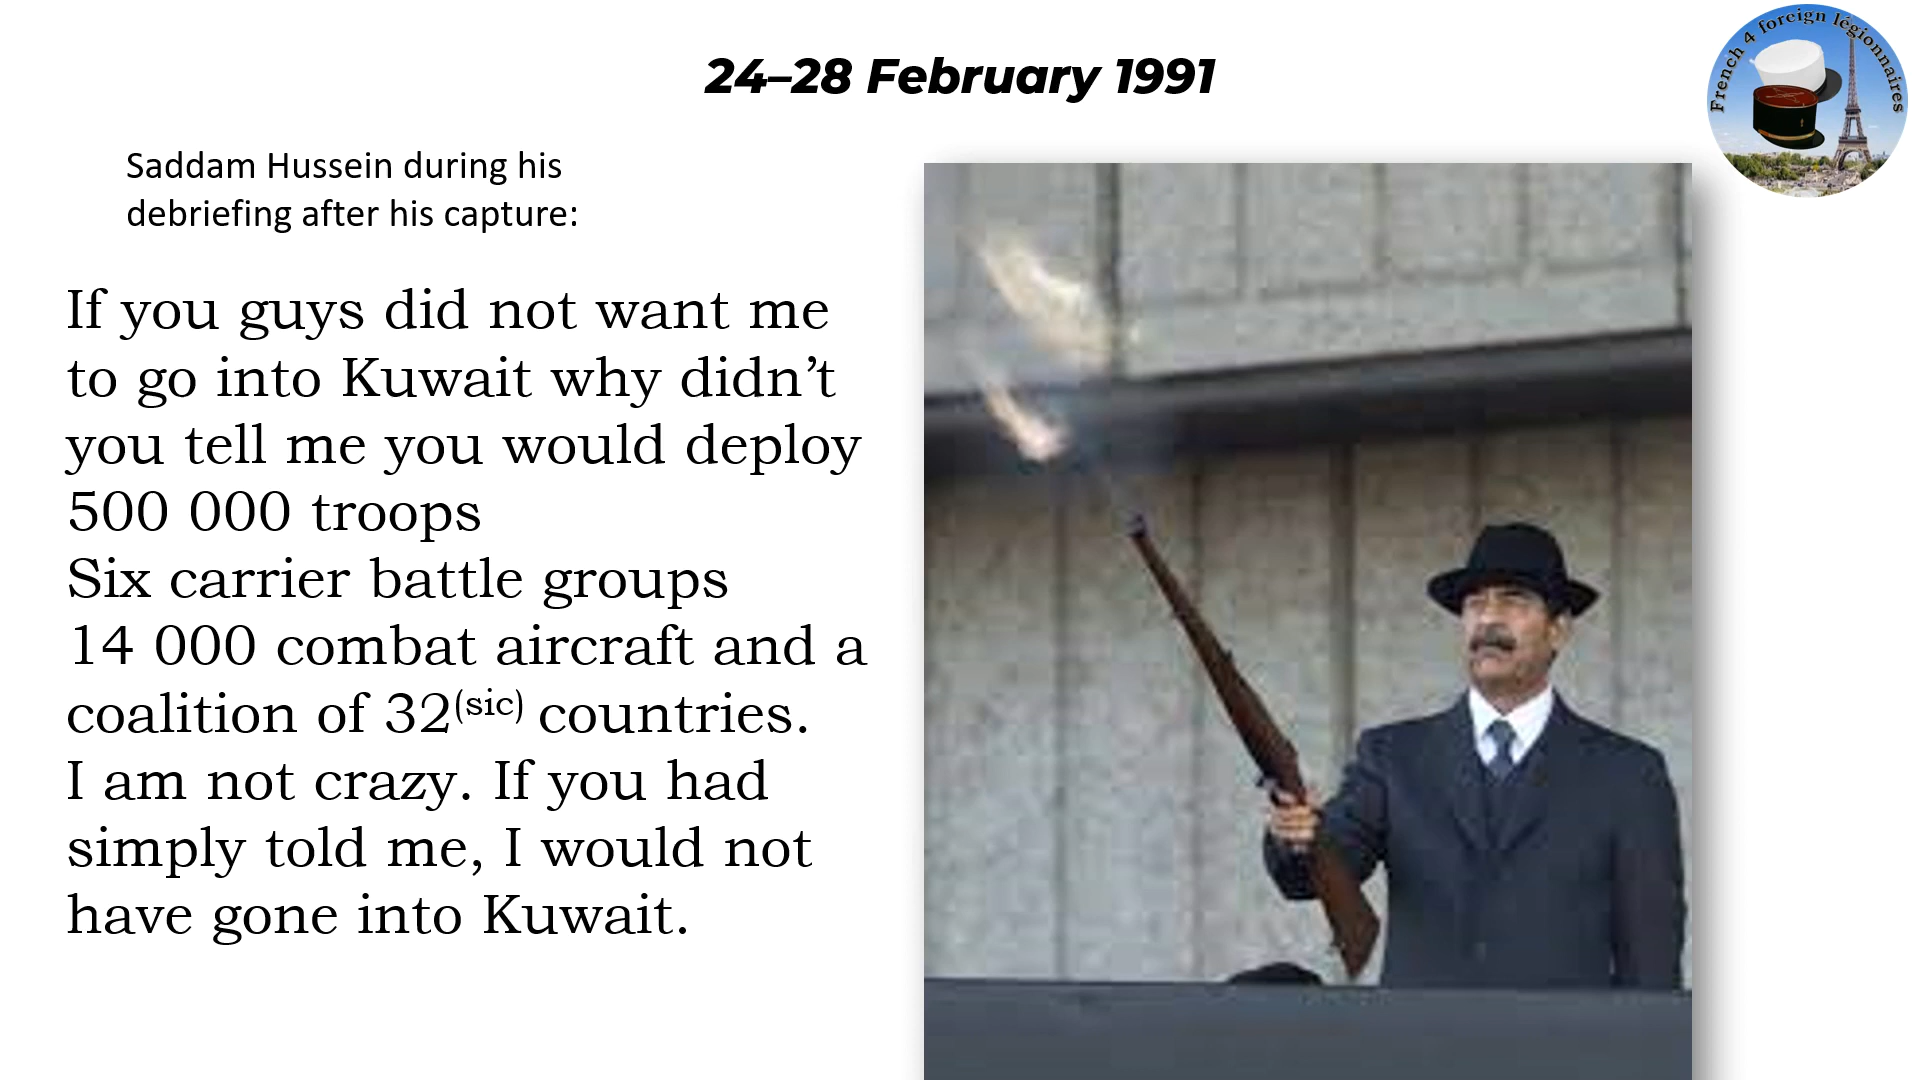 24–28 February 1991
French 4 foreign légionnaires
Saddam Hussein during his
debriefing after his capture:
If you guys did not want me
to go into Kuwait why didn’t
you tell me you would deploy
500 000 troops
Six carrier battle groups
14 000 combat aircraft and a
coalition of 32(sic) countries.
I am not crazy. If you had
simply told me, I would not
have gone into Kuwait.